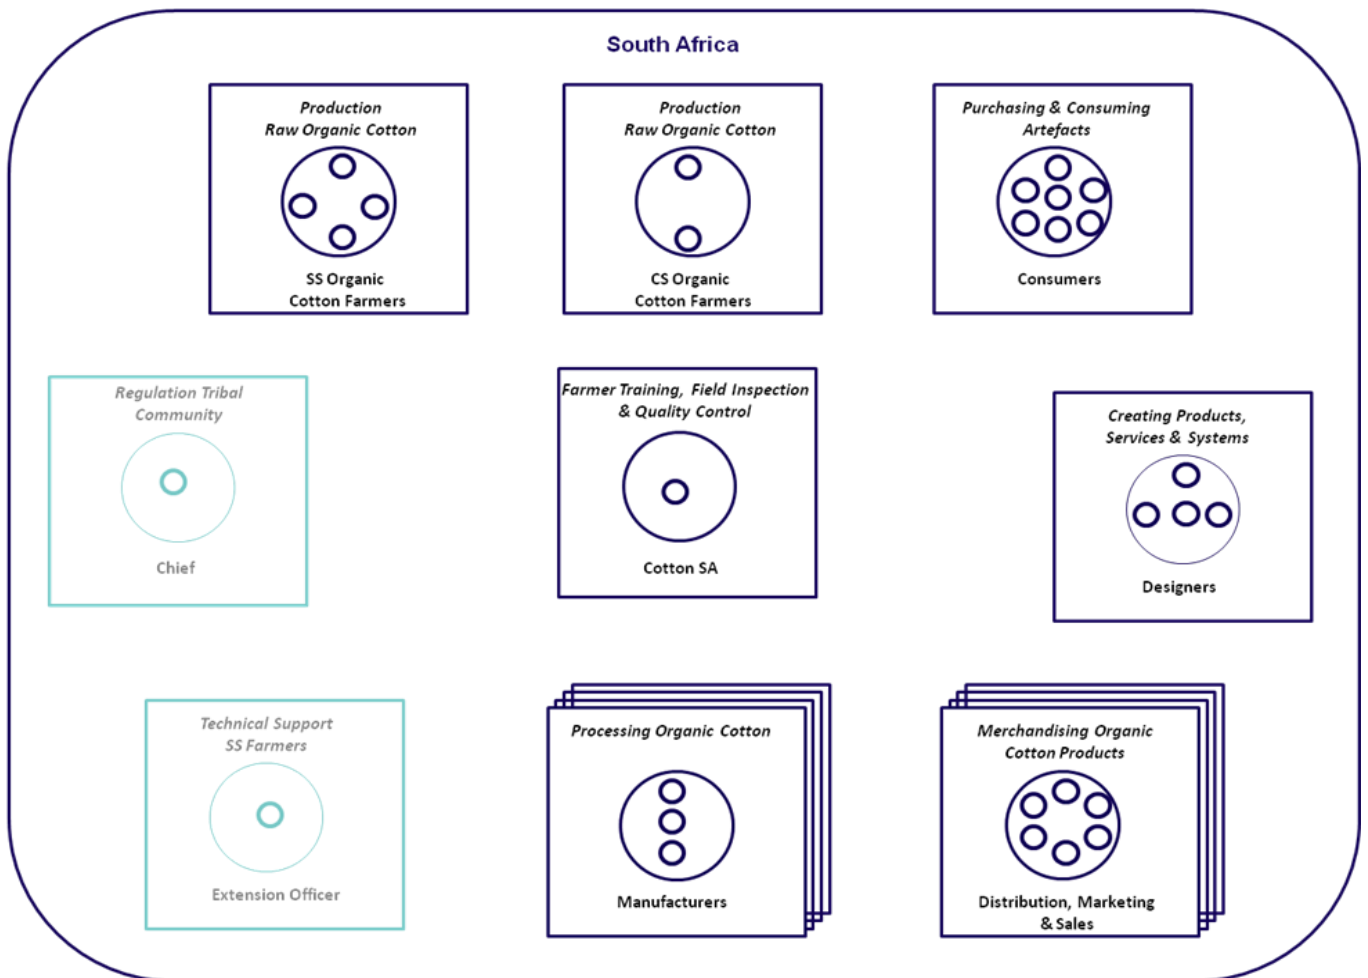 South Africa
Production
Raw Organic Cotton
SS Organic
Cotton Farmers
Production
Raw Organic Cotton
CS Organic
Cotton Farmers
Purchasing & Consuming
Artefacts
Consumers
Regulation Tribal
Community
Chief
Farmer Training, Field Inspection
& Quality Control
Cotton SA
Creating Products,
Services & Systems
Designers
Technical Support
SS Farmers
Extension Officer
Processing Organic Cotton
Manufacturers
Merchandising Organic
Cotton Products
Distribution, Marketing
& Sales